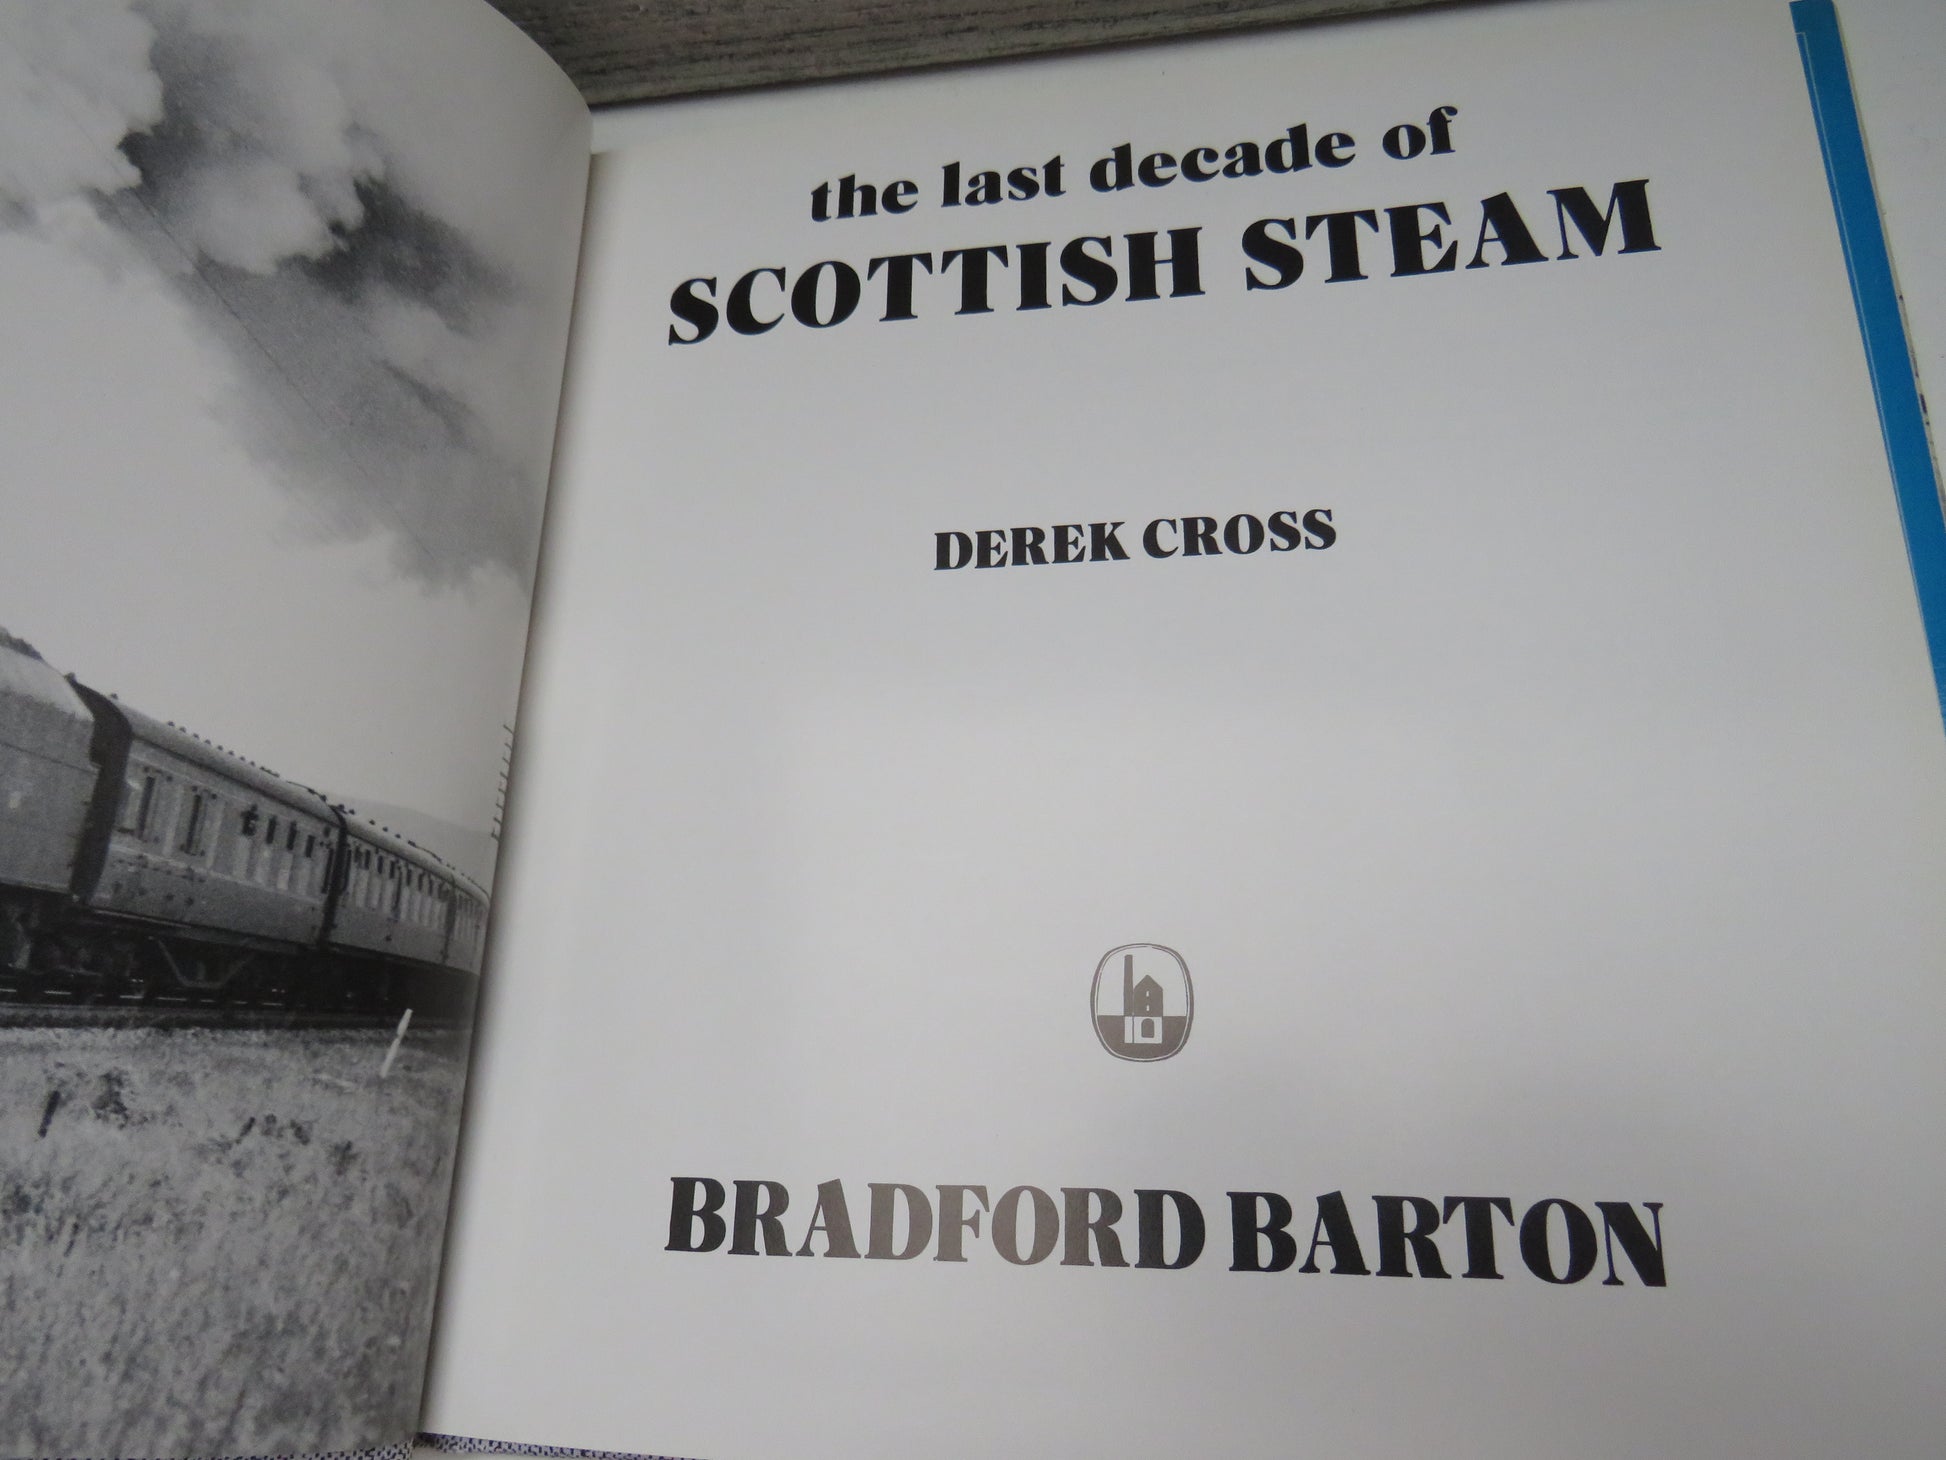 the last decade of
SCOTTISH STEAM
DEREK CROSS
BRADFORD BARTON